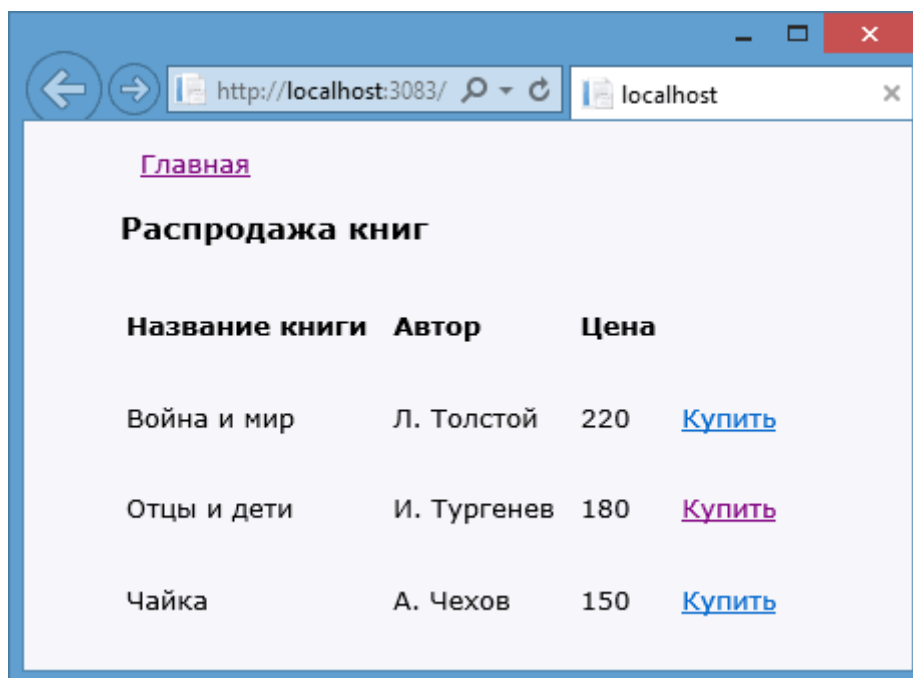 http://localhost:3083/ localhost
Главная
Распродажа книг
Название книги Автор Цена
Война и мир Л. Толстой 220 Купить
Отцы и дети И. Тургенев 180 Купить
Чайка А. Чехов 150 Купить